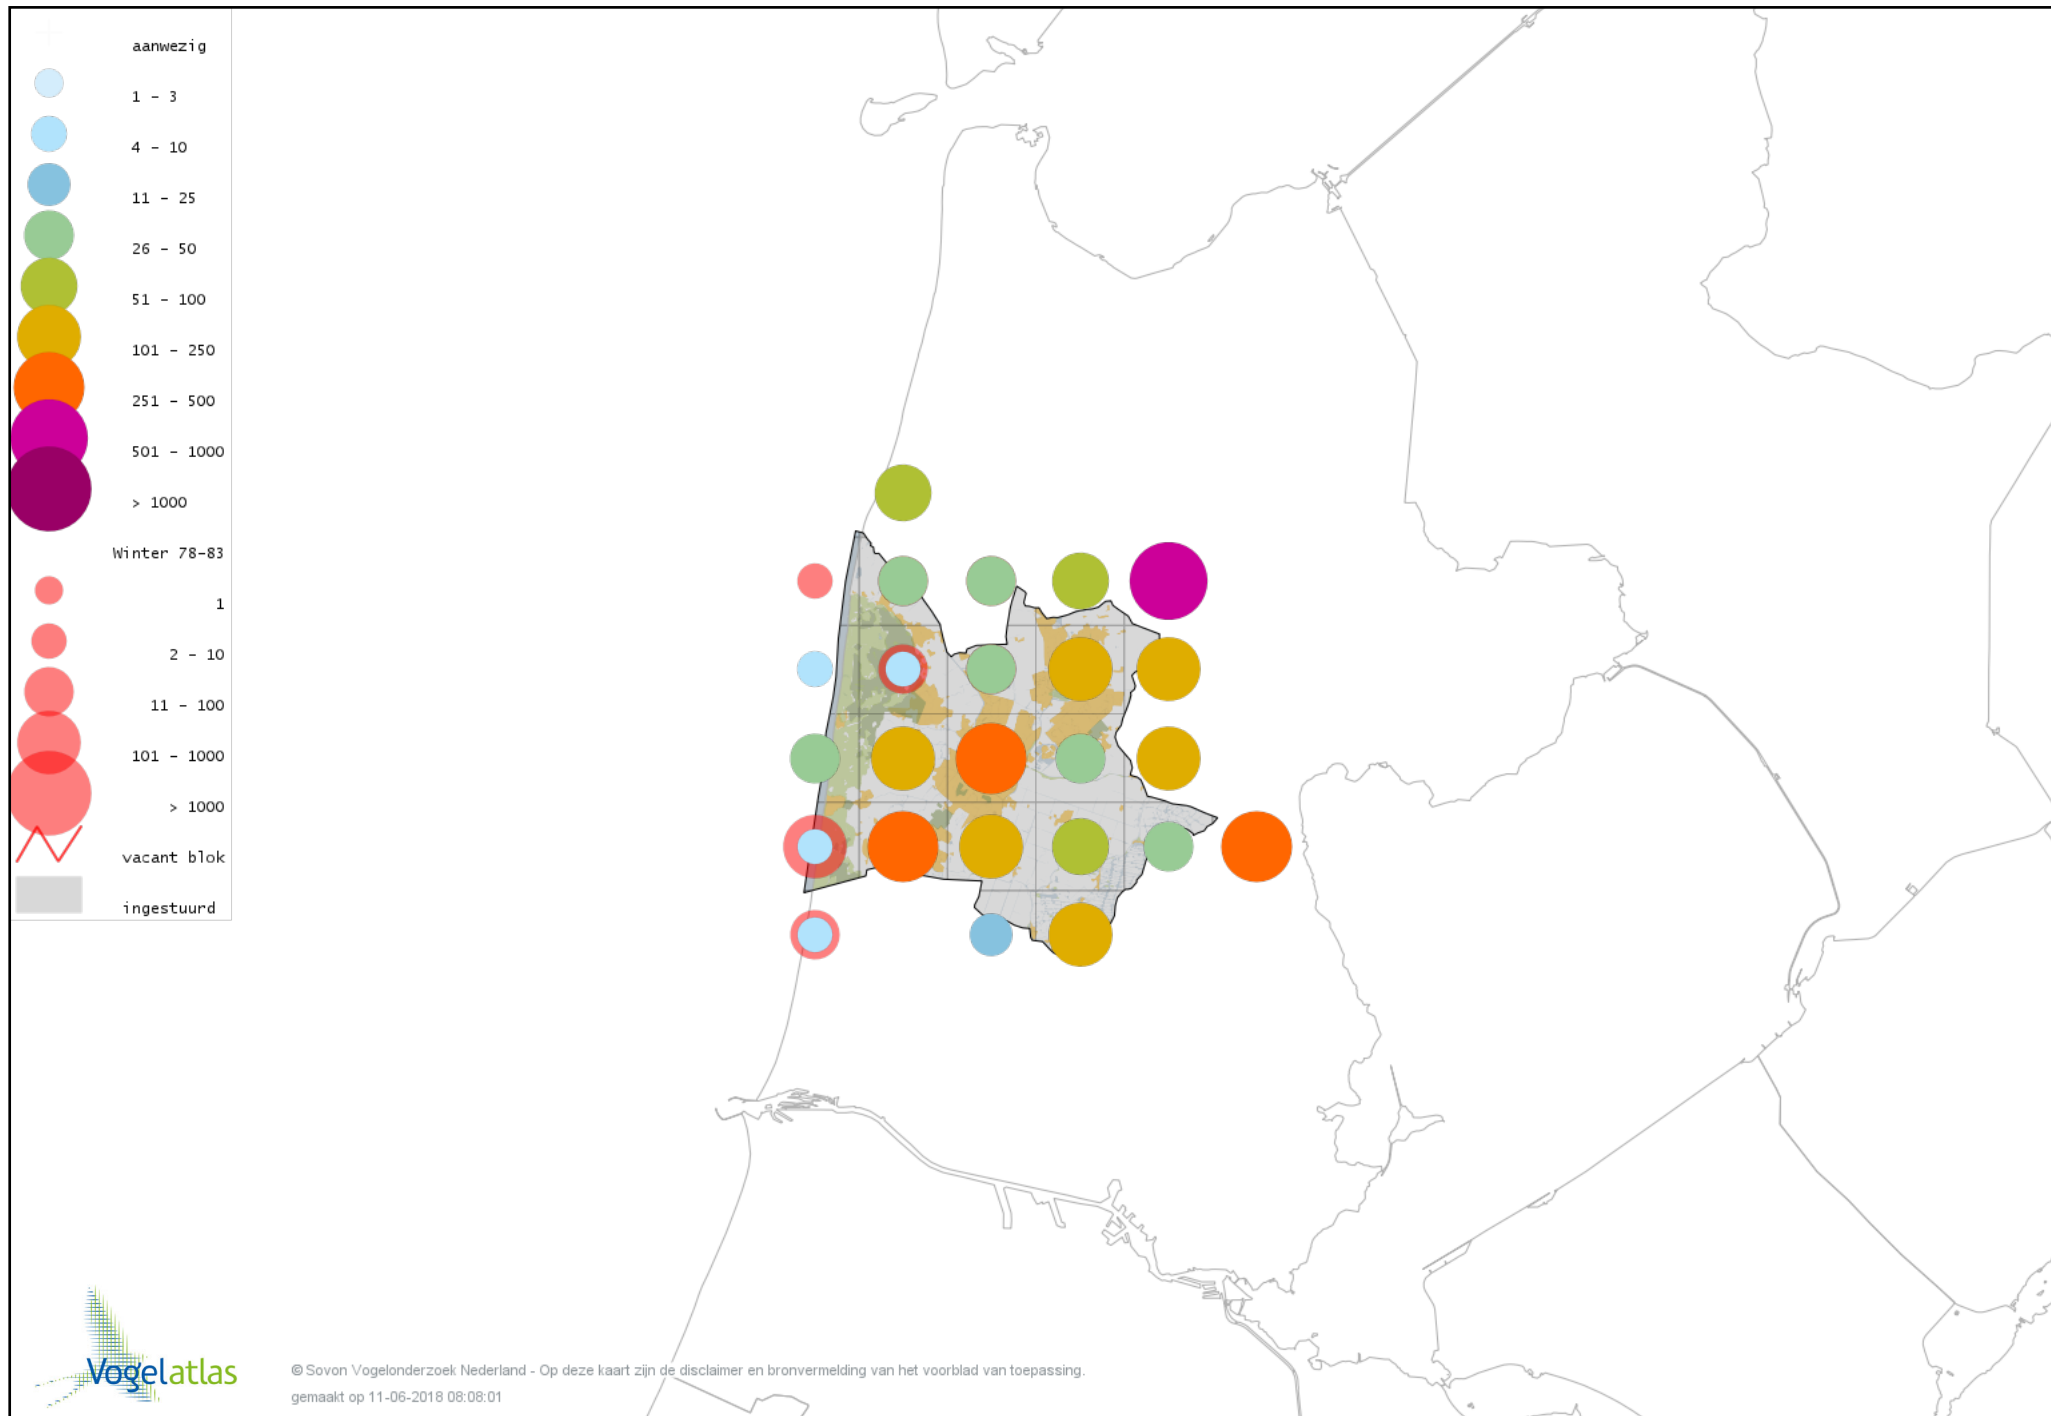 aanwezig
1 - 3
4 - 10
11 - 25
26 - 50
51 - 100
101 - 250
251 - 500
501 - 1000
> 1000
Winter 78-83
1
2 - 10
11 - 100
101 - 1000
> 1000
vacant blok
ingestuurd
Vogelatlas
© Sovon Vogelonderzoek Nederland - Op deze kaart zijn de disclaimer en bronvermelding van het voorblad van toepassing.
gemaakt op 11-06-2018 08:08:01